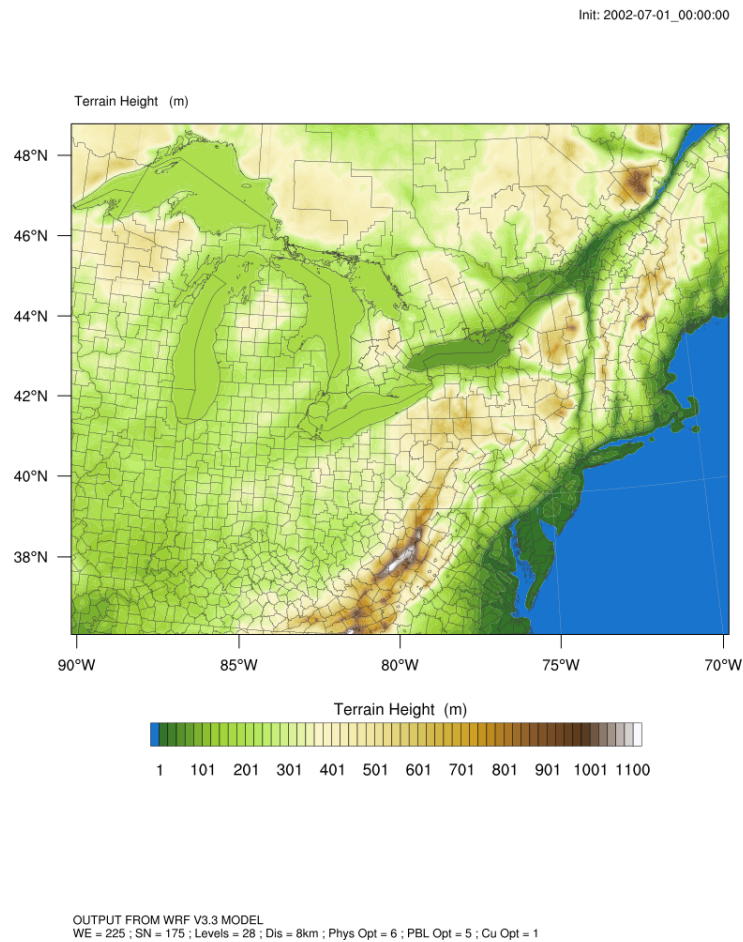 Init: 2002-07-01_00:00:00
Terrain Height (m)
48°N
46°N
44°N
42°N
40°N
38°N
90°W 85°W 80°W 75°W 70°W
Terrain Height (m)
1 101 201 301 401 501 601 701 801 901 1001 1100
OUTPUT FROM WRF V3.3 MODEL
WE = 225 ; SN = 175 ; Levels = 28 ; Dis = 8km ; Phys Opt = 6 ; PBL Opt = 5 ; Cu Opt = 1